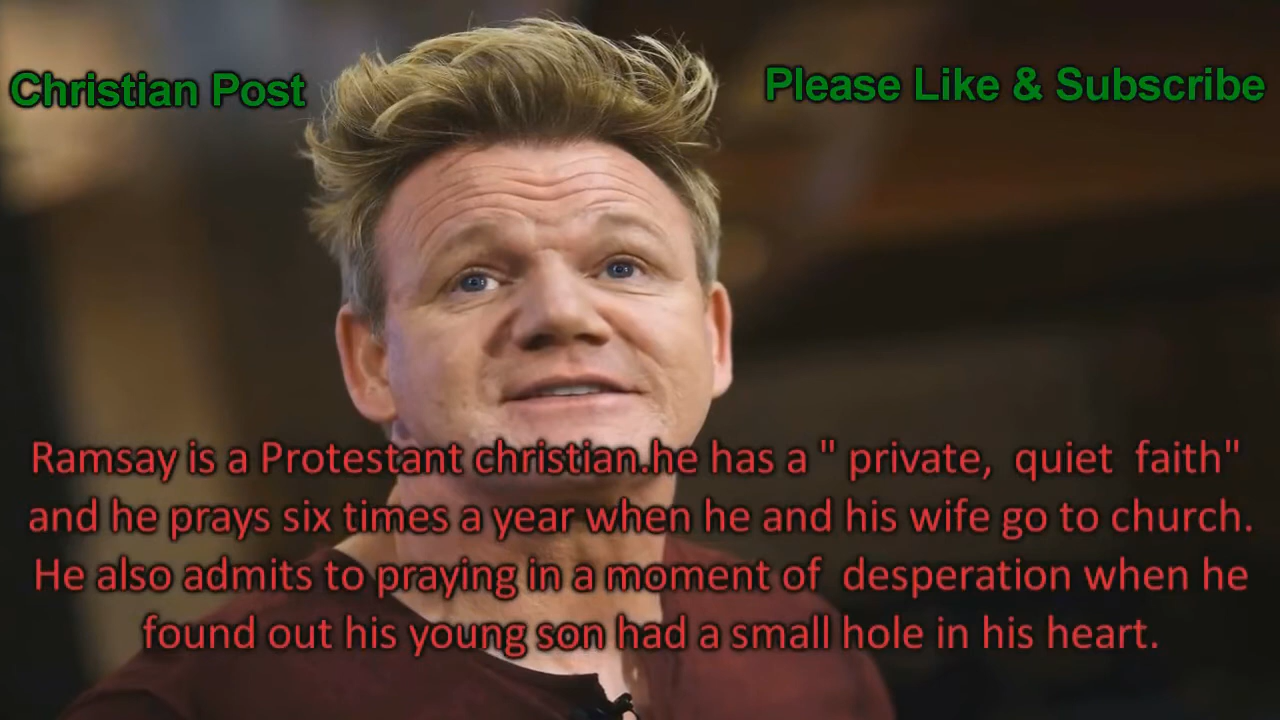 Christian Post
Please Like & Subscribe
Ramsay is a Protestant christian.he has a " private, quiet faith"
and he prays six times a year when he and his wife go to church.
He also admits to praying in a moment of desperation when he
found out his young son had a small hole in his heart.